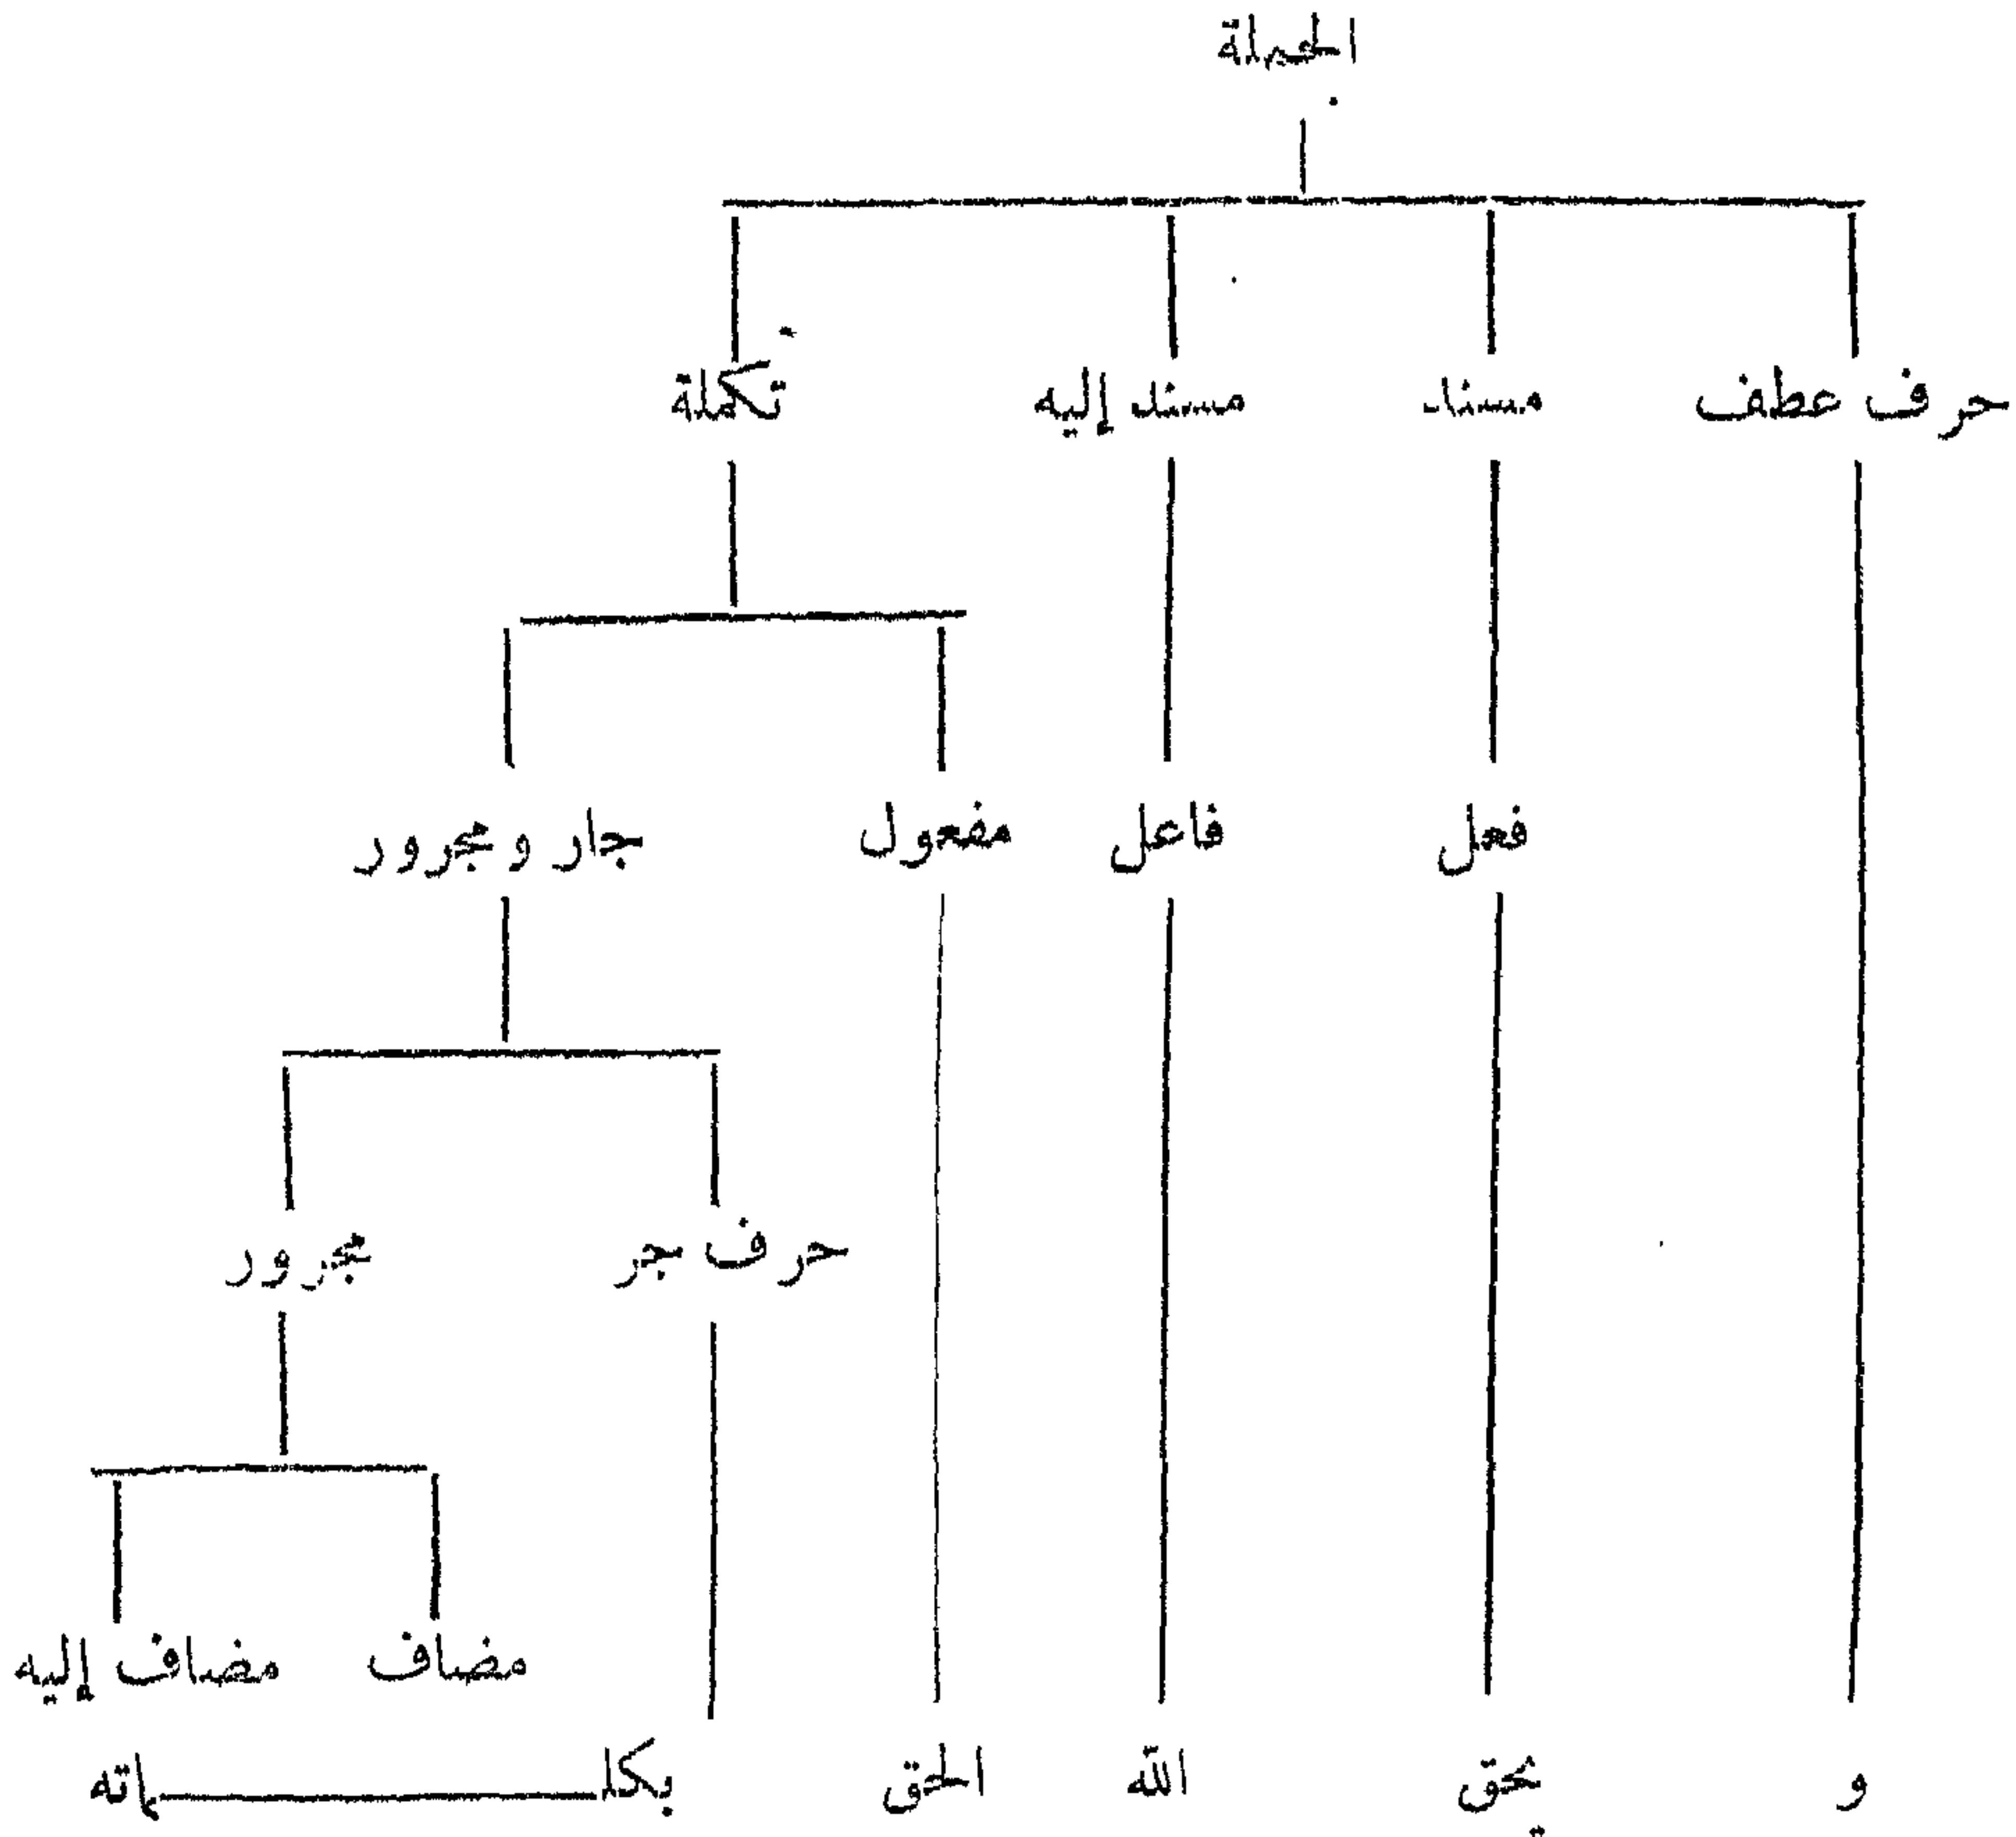 الجملة
حرف عطف مسند مسند إليه تكملة
فعل فاعل مفعول جار ومجرور
حرف جر مجرور
مضاف مضاف إليه
و يحق الله الحق بكلماته